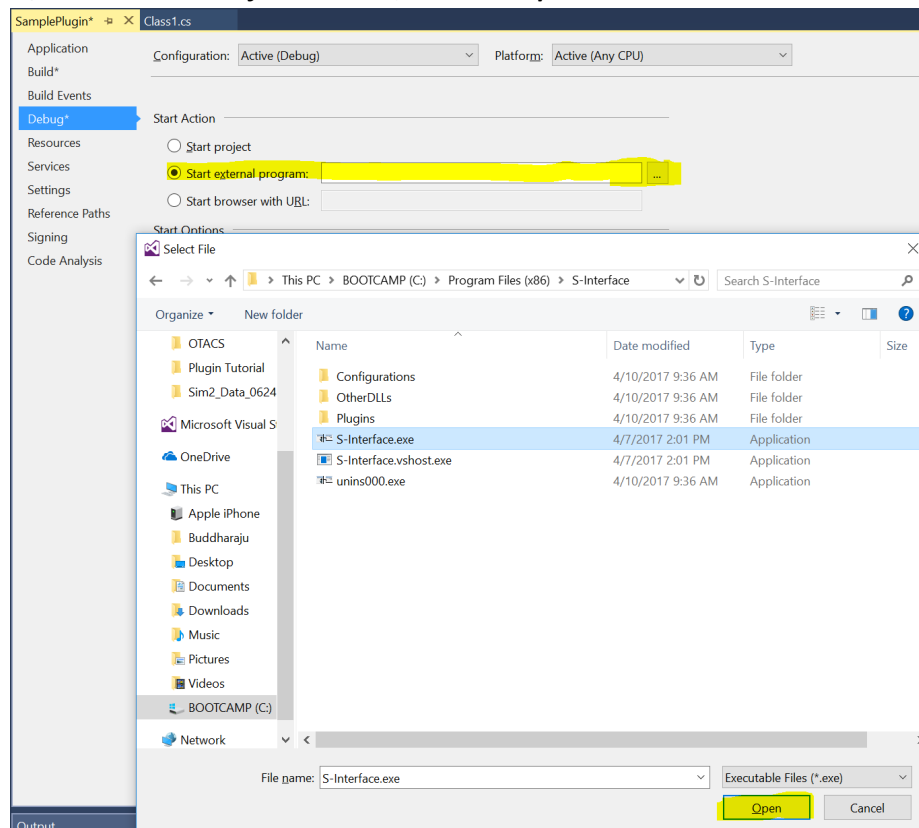 SamplePlugin* Class1.cs
Application
Configuration: Active (Debug) Platform: Active (Any CPU)
Build*
Build Events
Debug*
Start Action
Resources
Start project
Services
Start external program: ...
Settings
Start browser with URL:
Reference Paths
Signing
Start Options
Code Analysis
Select File
This PC > BOOTCAMP (C:) > Program Files (x86) > S-Interface Search S-Interface
Organize New folder
Name Date modified Type Size
OTACS
Plugin Tutorial
Sim2_Data_0624
Microsoft Visual S
OneDrive
This PC
Apple iPhone
Buddharaju
Desktop
Documents
Downloads
Music
Pictures
Videos
BOOTCAMP (C:)
Network
Configurations 4/10/2017 9:36 AM File folder
OtherDLLs 4/10/2017 9:36 AM File folder
Plugins 4/10/2017 9:36 AM File folder
S-Interface.exe 4/7/2017 2:01 PM Application
S-Interface.vshost.exe 4/7/2017 2:01 PM Application
unins000.exe 4/10/2017 9:36 AM Application
File name: S-Interface.exe Executable Files (*.exe)
Open Cancel
Output